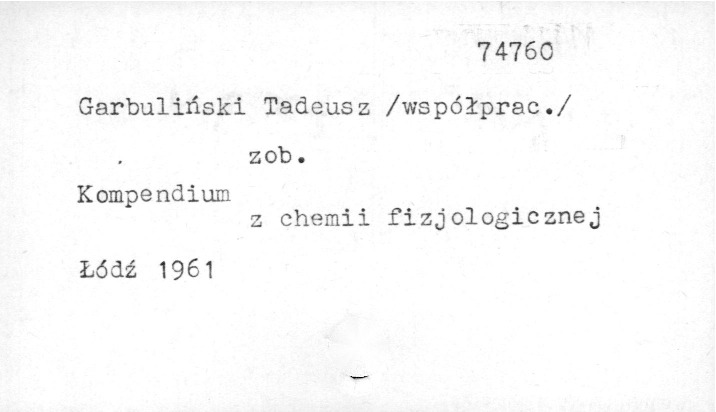 74760
Garbuliński Tadeusz /współprac./
zob.
Kompendium
z chemii fizjologicznej
Łódź 1961